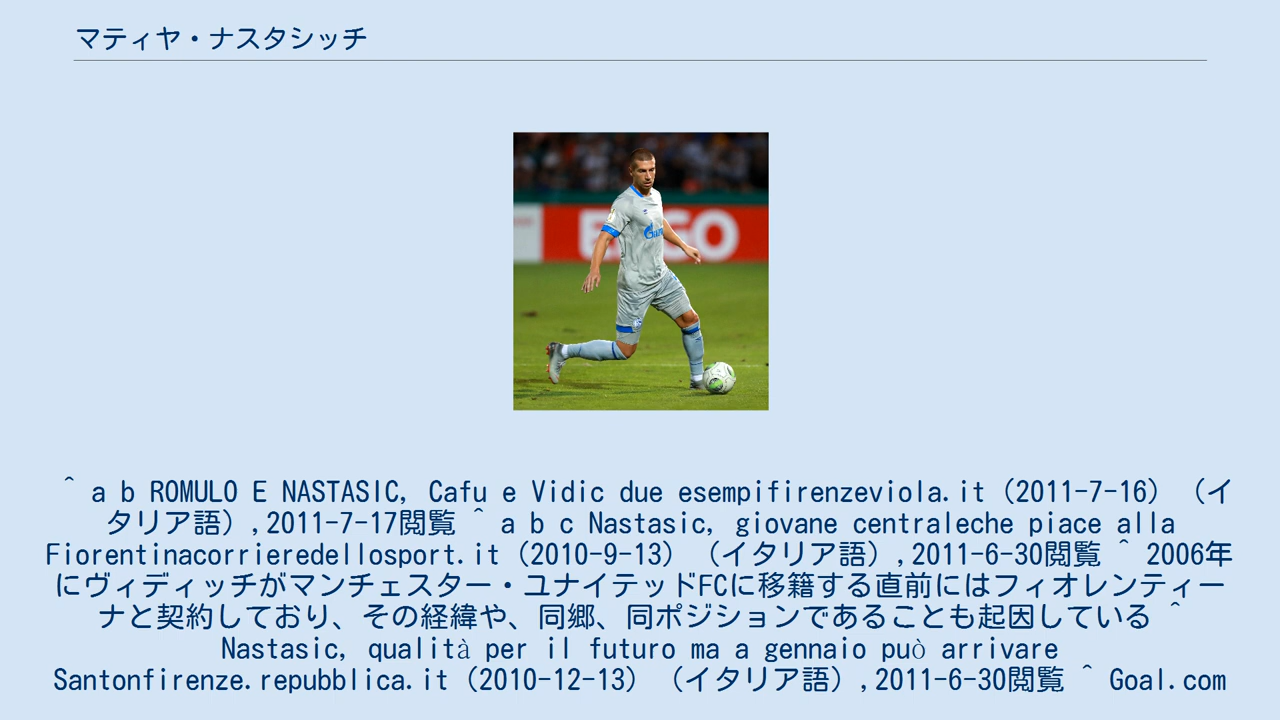 マティヤ・ナスタシッチ
ERGO
^ a b ROMULO E NASTASIC, Cafu e Vidic due esempifirenzeviola.it（2011-7-16）（イ
タリア語）,2011-7-17閲覧 ^ a b c Nastasic, giovane centraleche piace alla
Fiorentinacorrieredellosport.it（2010-9-13）（イタリア語）,2011-6-30閲覧 ^ 2006年
にヴィディッチがマンチェスター・ユナイテッドFCに移籍する直前にはフィオレンティー
ナと契約しており、その経緯や、同郷、同ポジションであることも起因している ^
Nastasic, qualità per il futuro ma a gennaio può arrivare
Santonfirenze.repubblica.it（2010-12-13）（イタリア語）,2011-6-30閲覧 ^ Goal.com